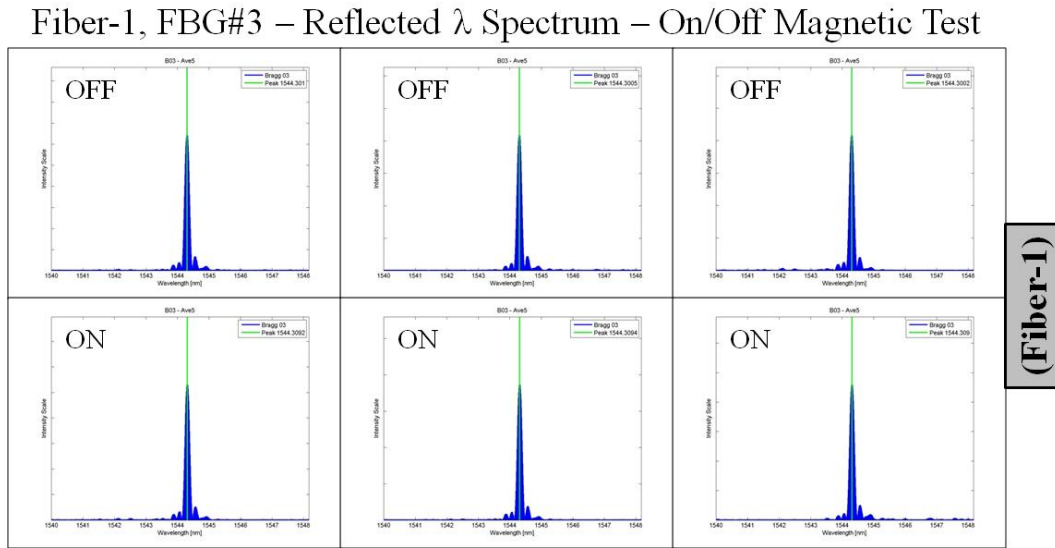 Fiber-1, FBG#3 – Reflected λ Spectrum – On/Off Magnetic Test
B03 - Ave5
OFF
Bragg 03
Peak 1544.301
Intensity Scale
1540 1541 1542 1543 1544 1545 1546 1547 1548
Wavelength [nm]
B03 - Ave5
OFF
Bragg 03
Peak 1544.3005
Intensity Scale
1540 1541 1542 1543 1544 1545 1546 1547 1548
Wavelength [nm]
B03 - Ave5
OFF
Bragg 03
Peak 1544.3002
Intensity Scale
1540 1541 1542 1543 1544 1545 1546 1547 1548
Wavelength [nm]
(Fiber-1)
B03 - Ave5
ON
Bragg 03
Peak 1544.3092
Intensity Scale
1540 1541 1542 1543 1544 1545 1546 1547 1548
Wavelength [nm]
B03 - Ave5
ON
Bragg 03
Peak 1544.3094
Intensity Scale
1540 1541 1542 1543 1544 1545 1546 1547 1548
Wavelength [nm]
B03 - Ave5
ON
Bragg 03
Peak 1544.309
Intensity Scale
1540 1541 1542 1543 1544 1545 1546 1547 1548
Wavelength [nm]